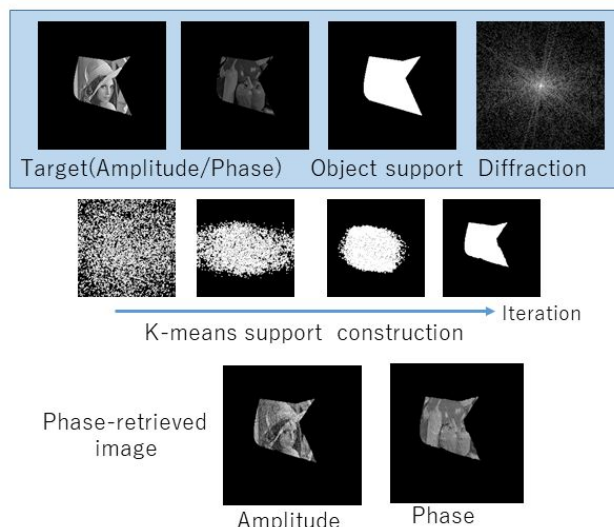 Target(Amplitude/Phase) Object support Diffraction
Iteration
K-means support construction
Phase-retrieved
image
Amplitude Phase